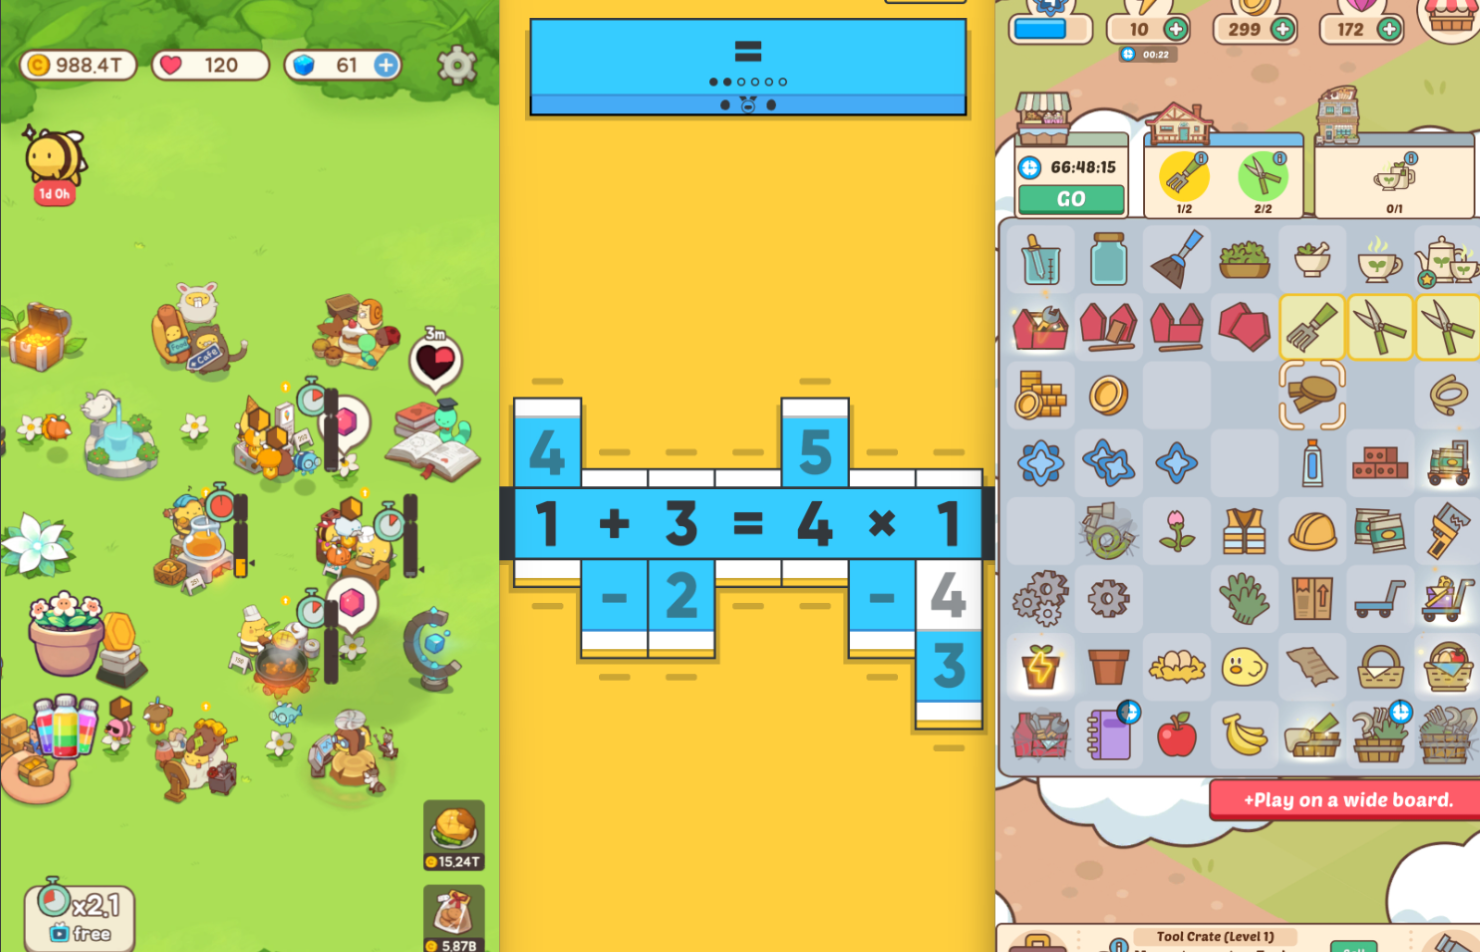 988.4T
120
61
1d 0h
Cafe
3m
x2.1
free
15.24T
5.87B
=
4
5
1 + 3 = 4 × 1
- 2 - 4
3
10
299
172
00:22
66:48:15
GO
1/2
2/2
0/1
+Play on a wide board.
Tool Crate (Level 1)